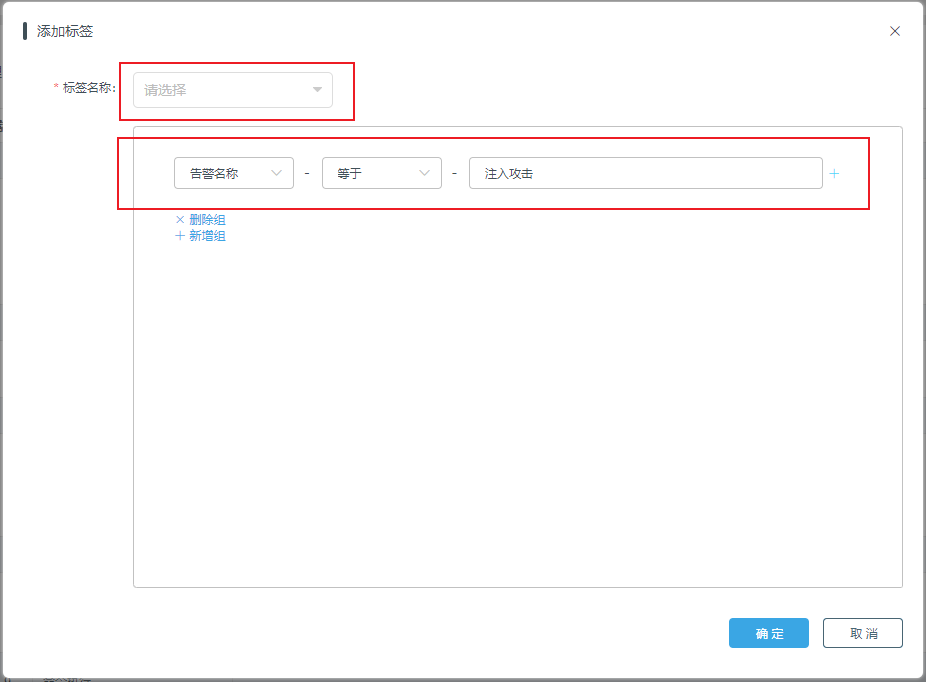 添加标签
* 标签名称: 请选择
告警名称 - 等于 - 注入攻击 +
× 删除组
+ 新增组
确 定 取 消